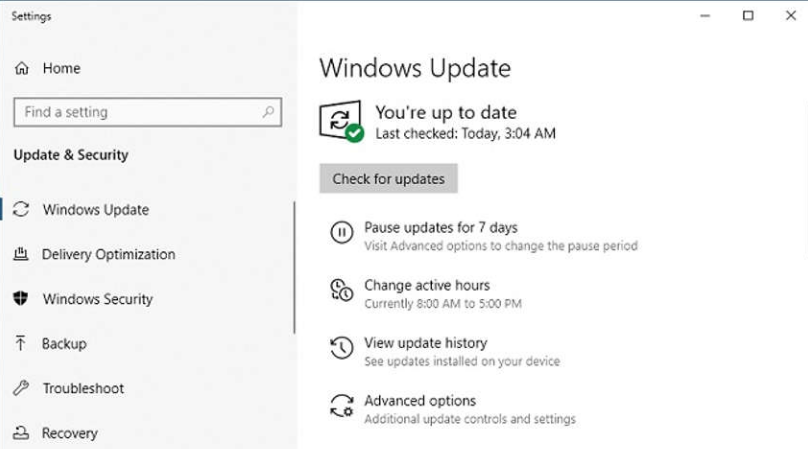 Settings
Home
Find a setting
Update & Security
Windows Update
Delivery Optimization
Windows Security
Backup
Troubleshoot
Recovery
Windows Update
You're up to date
Last checked: Today, 3:04 AM
Check for updates
Pause updates for 7 days
Visit Advanced options to change the pause period
Change active hours
Currently 8:00 AM to 5:00 PM
View update history
See updates installed on your device
Advanced options
Additional update controls and settings